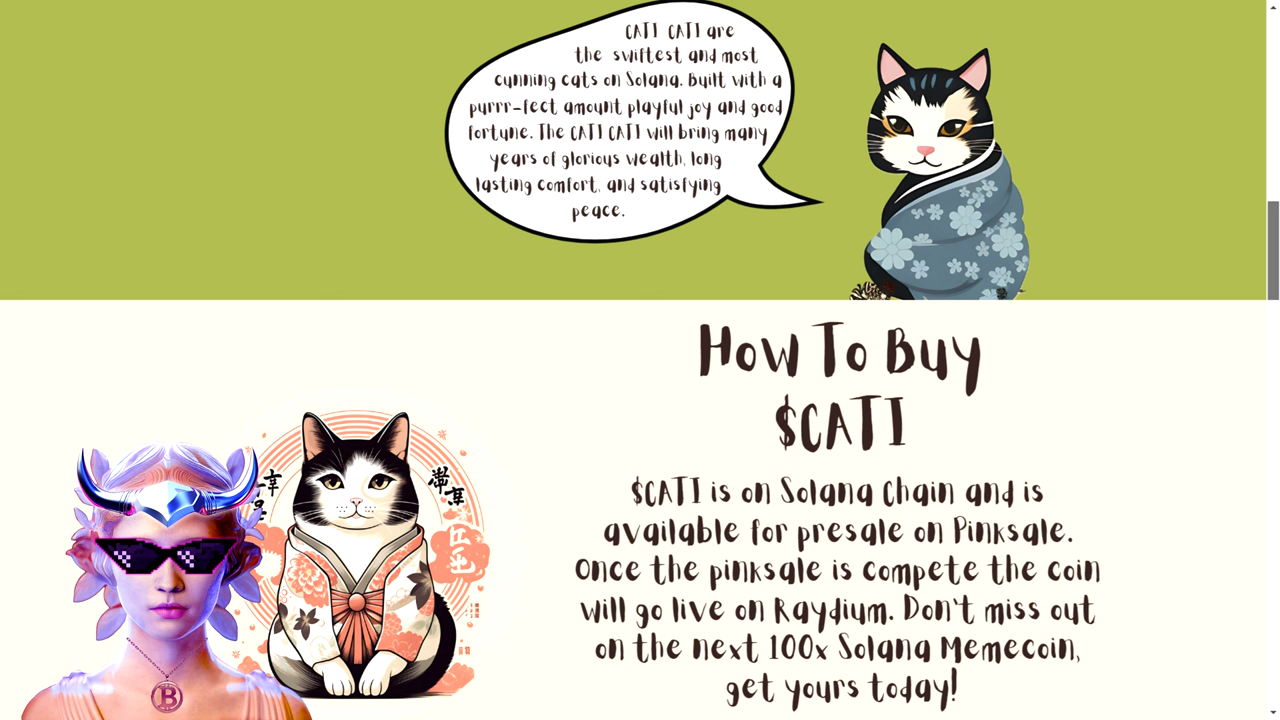 CATI CATI are
the swiftest and most
cunning cats on Solana. Built with a
purrr-fect amount playful joy and good
fortune. The CATI CATI will bring many
years of glorious wealth, long
lasting comfort, and satisfying
peace.
How To Buy
$CATI
$CATI is on Solana Chain and is
available for presale on Pinksale.
Once the pinksale is compete the coin
will go live on Raydium. Don't miss out
on the next 100x Solana Memecoin,
get yours today!
B